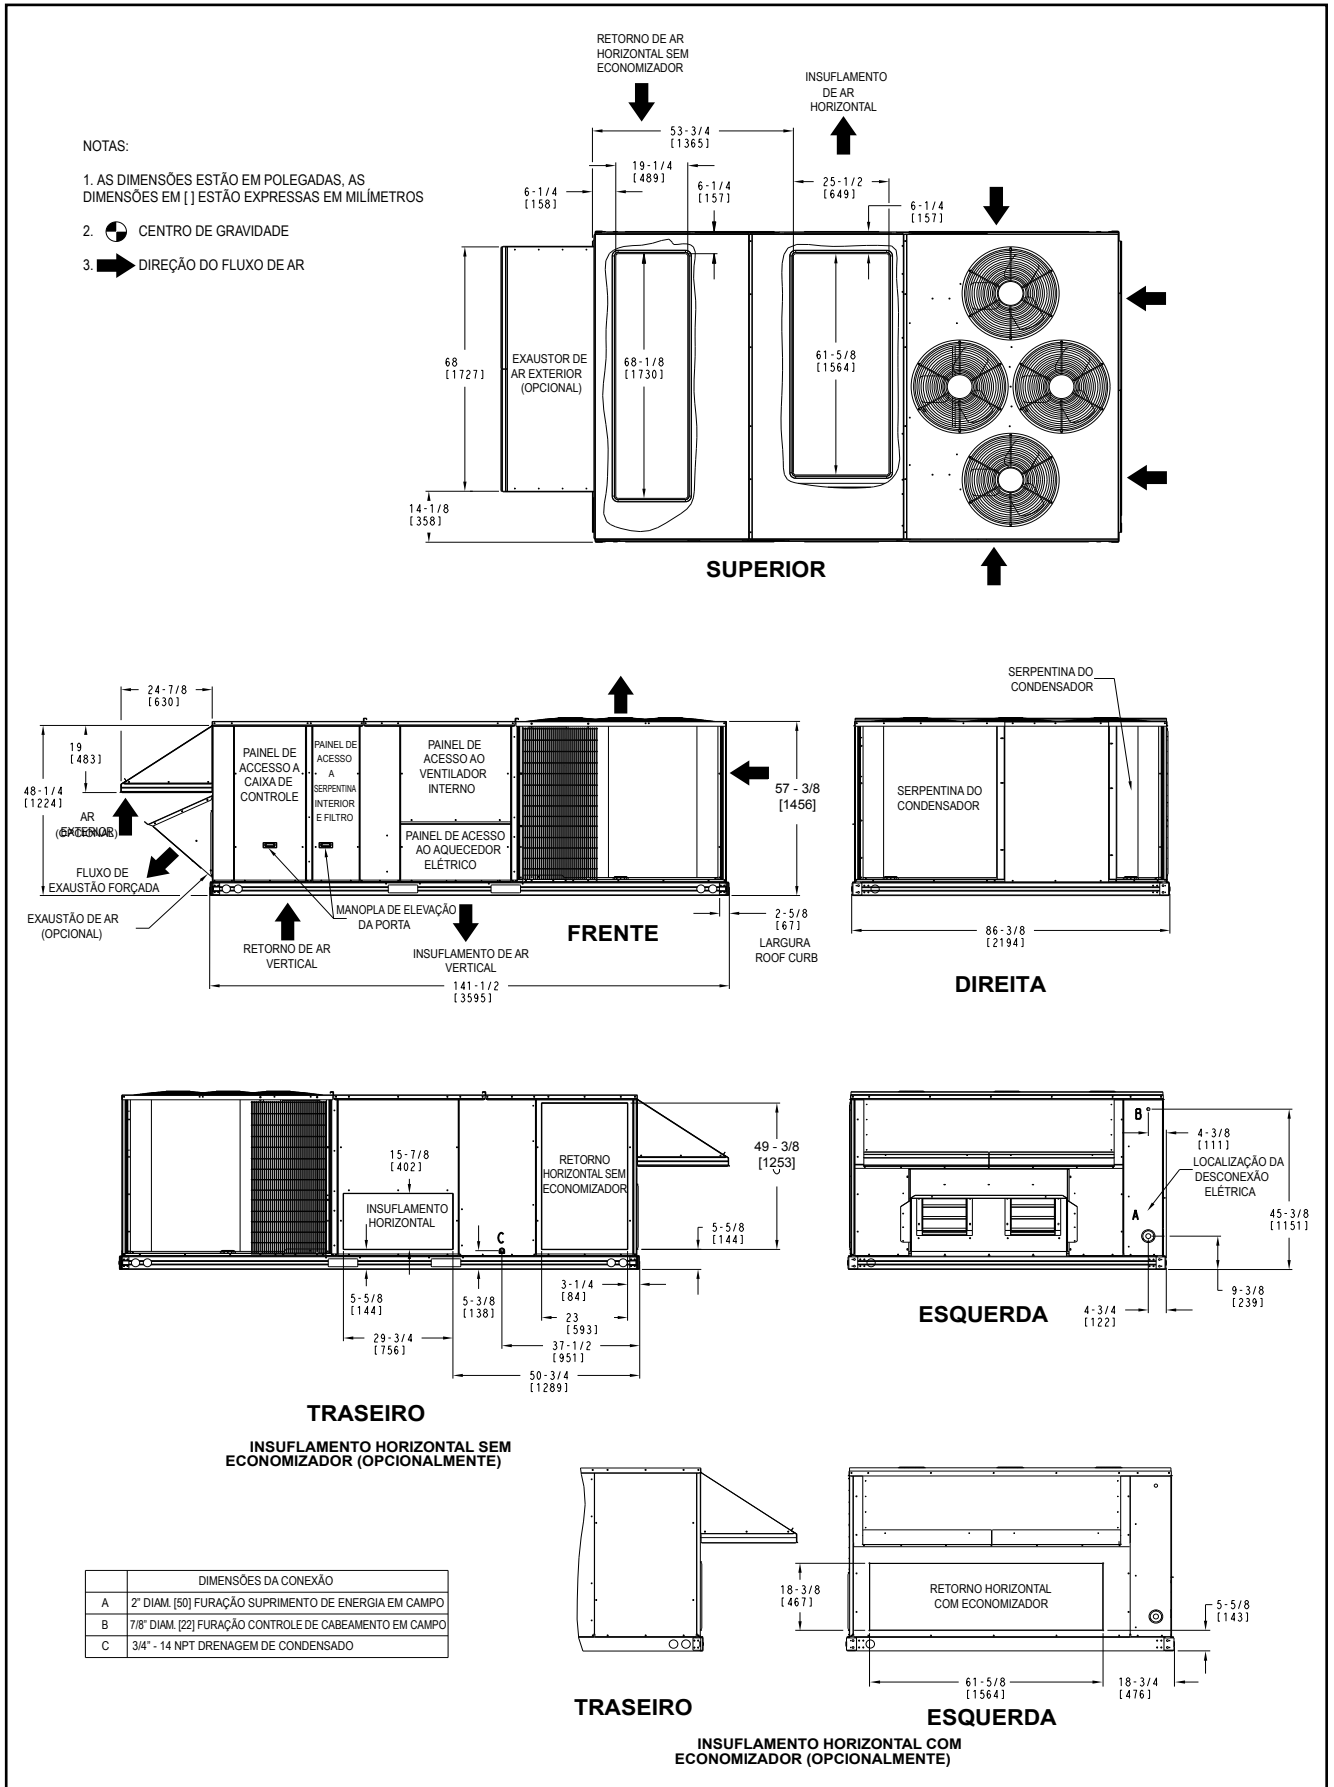 RETORNO DE AR
HORIZONTAL SEM
ECONOMIZADOR
INSUFLAMENTO
DE AR
HORIZONTAL
NOTAS:
1. AS DIMENSÕES ESTÃO EM POLEGADAS, AS
DIMENSÕES EM [ ] ESTÃO EXPRESSAS EM MILÍMETROS
2. CENTRO DE GRAVIDADE
3. DIREÇÃO DO FLUXO DE AR
53-3/4
[1365]
19-1/4
[489]
6-1/4
[158]
6-1/4
[157]
25-1/2
[649]
6-1/4
[157]
68
[1727]
EXAUSTOR DE
AR EXTERIOR
(OPCIONAL)
68-1/8
[1730]
61-5/8
[1564]
14-1/8
[358]
SUPERIOR
24-7/8
[630]
19
[483]
48-1/4
[1224]
AR
EXTERIOR
(OPCIONAL)
FLUXO DE
EXAUSTÃO FORÇADA
EXAUSTÃO DE AR
(OPCIONAL)
PAINEL DE
ACCESSO A
CAIXA DE
CONTROLE
PAINEL DE
ACESSO
A
SERPENTINA
INTERIOR
E FILTRO
PAINEL DE
ACESSO AO
VENTILADOR
INTERNO
PAINEL DE ACESSO
AO AQUECEDOR
ELÉTRICO
57 - 3/8
[1456]
MANOPLA DE ELEVAÇÃO
DA PORTA
RETORNO DE AR
VERTICAL
INSUFLAMENTO DE AR
VERTICAL
FRENTE
2-5/8
[67]
LARGURA
ROOF CURB
141-1/2
[3595]
SERPENTINA DO
CONDENSADOR
SERPENTINA DO
CONDENSADOR
86-3/8
[2194]
DIREITA
15-7/8
[402]
INSUFLAMENTO
HORIZONTAL
RETORNO
HORIZONTAL SEM
ECONOMIZADOR
C
49 - 3/8
[1253]
5-5/8
[144]
5-5/8
[144]
5-3/8
[138]
3-1/4
[84]
23
[593]
29-3/4
[756]
37-1/2
[951]
50-3/4
[1289]
TRASEIRO
INSUFLAMENTO HORIZONTAL SEM
ECONOMIZADOR (OPCIONALMENTE)
B
4-3/8
[111]
LOCALIZAÇÃO DA
DESCONEXÃO
ELÉTRICA
A
45-3/8
[1151]
9-3/8
[239]
4-3/4
[122]
ESQUERDA
DIMENSÕES DA CONEXÃO
A 2" DIAM. [50] FURAÇÃO SUPRIMENTO DE ENERGIA EM CAMPO
B 7/8" DIAM. [22] FURAÇÃO CONTROLE DE CABEAMENTO EM CAMPO
C 3/4" - 14 NPT DRENAGEM DE CONDENSADO
TRASEIRO
18-3/8
[467]
RETORNO HORIZONTAL
COM ECONOMIZADOR
5-5/8
[143]
61-5/8
[1564]
18-3/4
[476]
ESQUERDA
INSUFLAMENTO HORIZONTAL COM
ECONOMIZADOR (OPCIONALMENTE)